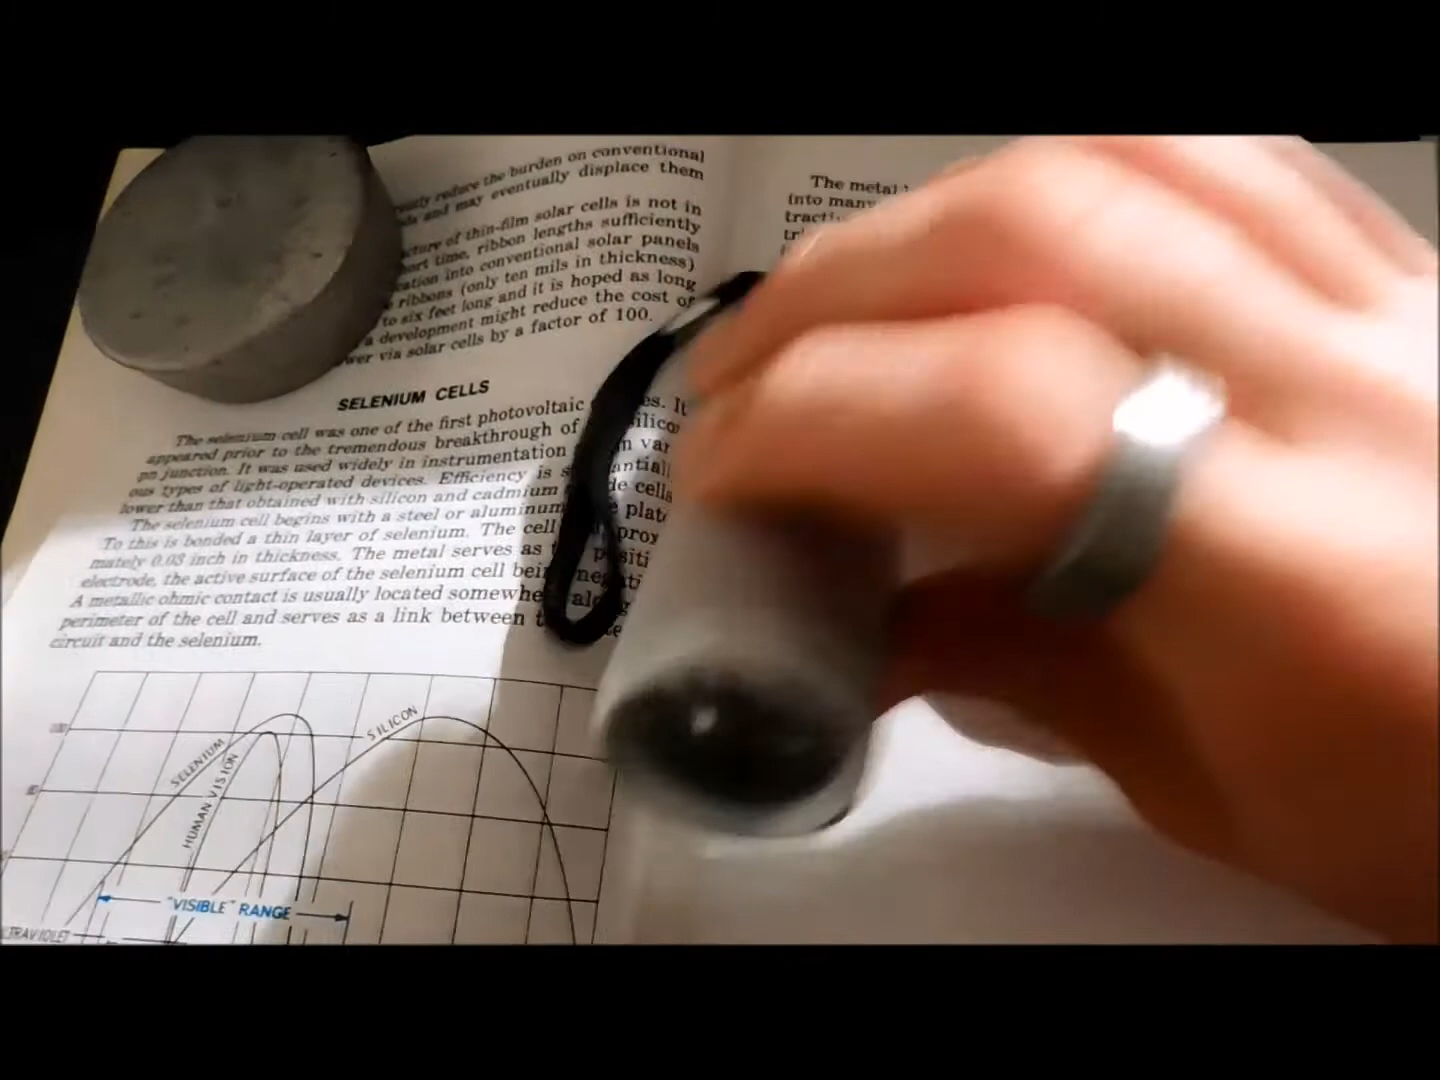 reduce the burden on conventional
and may eventually displace them
of thin-film solar cells is not in
short time, ribbon lengths sufficiently
into conventional solar panels
ribbons (only ten mils in thickness)
to six feet long and it is hoped as long
a development might reduce the cost of
via solar cells by a factor of 100.
SELENIUM CELLS
The selenium cell was one of the first photovoltaic It
appeared prior to the tremendous breakthrough of
pn junction. It was used widely in instrumentation
ous types of light-operated devices. Efficiency is
lower than that obtained with silicon and cadmium cells
The selenium cell begins with a steel or aluminum
To this is bonded a thin layer of selenium. The cell
mately 0.03 inch in thickness. The metal serves as
electrode, the active surface of the selenium cell
A metallic ohmic contact is usually located
perimeter of the cell and serves as a link between
circuit and the selenium.
The metal
into many
100
80
SELENIUM
HUMAN VISION
SILICON
"VISIBLE" RANGE